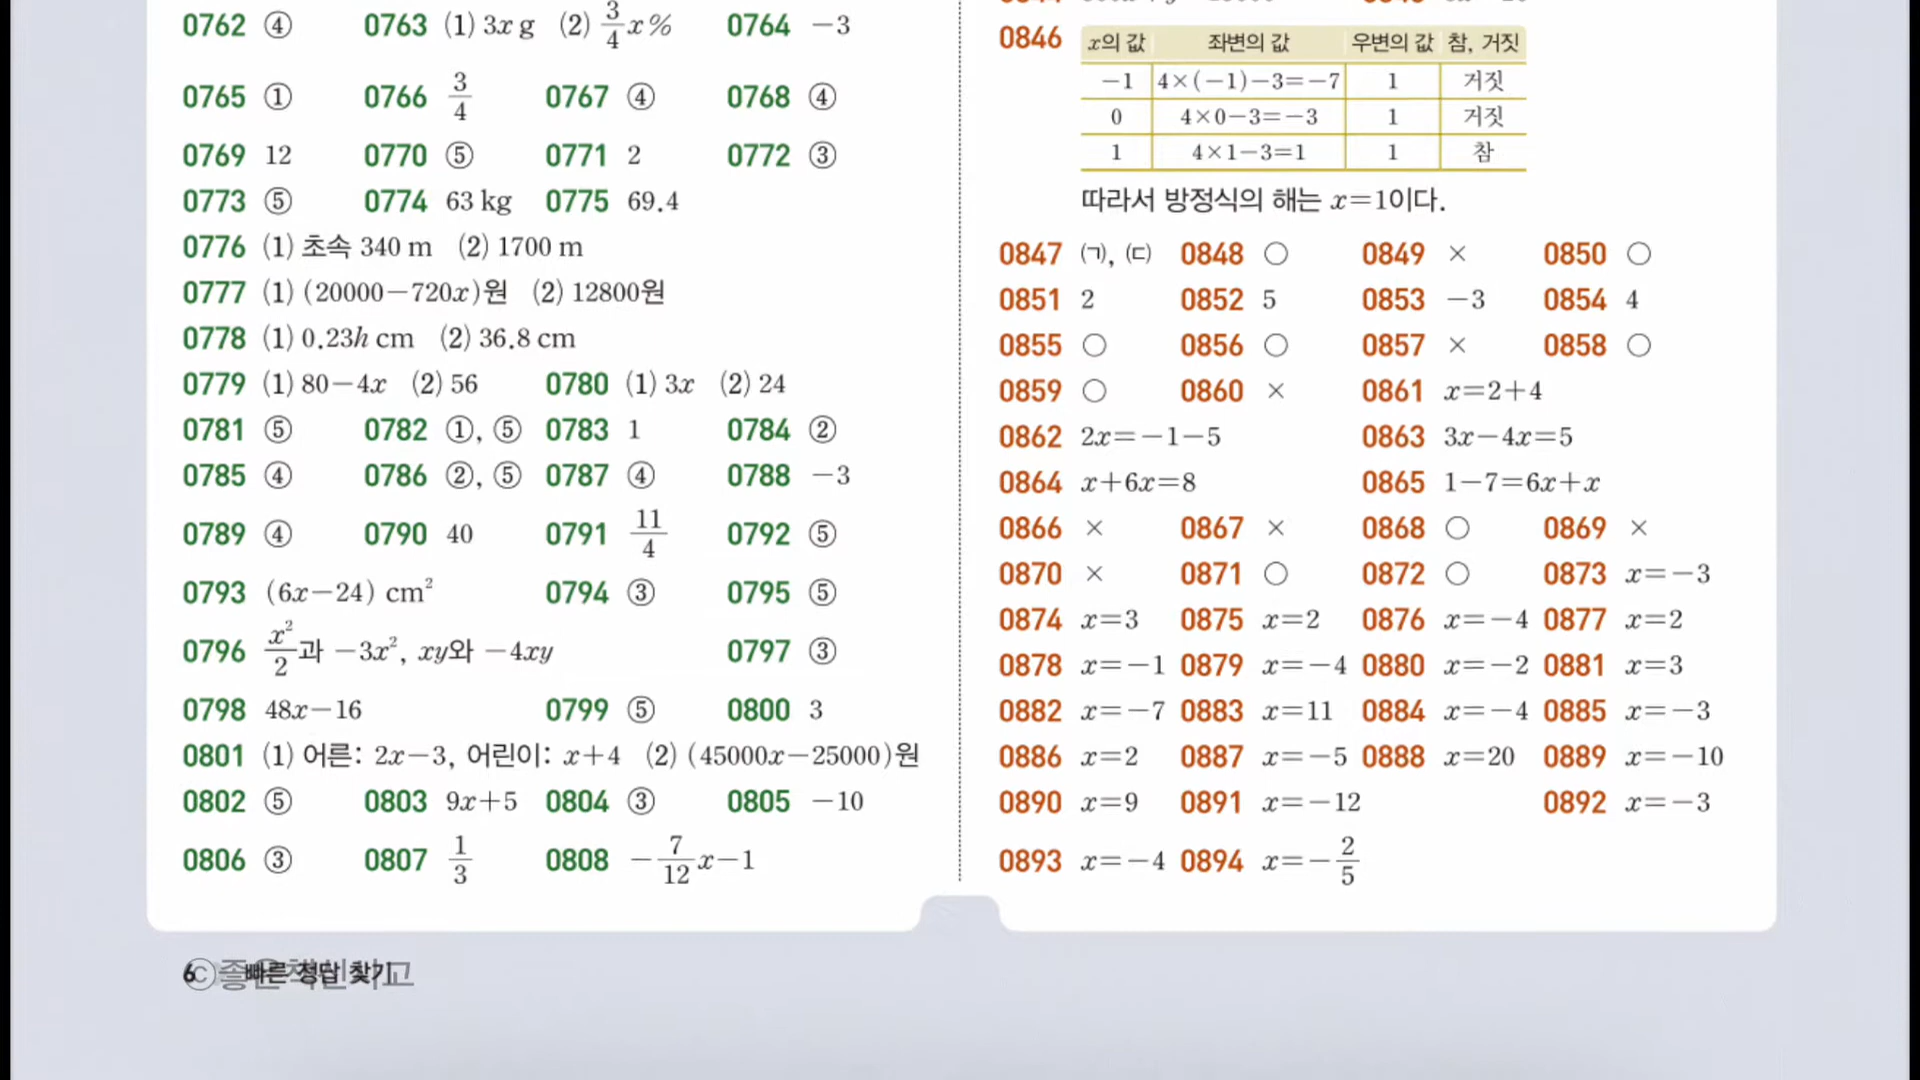 0762 ④ 0763 (1) 3x g (2) 3/4 x% 0764 −3
0765 ① 0766 3/4 0767 ④ 0768 ④
0769 12 0770 ⑤ 0771 2 0772 ③
0773 ⑤ 0774 63 kg 0775 69.4
0776 (1) 초속 340 m (2) 1700 m
0777 (1) (20000−720x)원 (2) 12800원
0778 (1) 0.23h cm (2) 36.8 cm
0779 (1) 80−4x (2) 56 0780 (1) 3x (2) 24
0781 ⑤ 0782 ①, ⑤ 0783 1 0784 ②
0785 ④ 0786 ②, ⑤ 0787 ④ 0788 −3
0789 ④ 0790 40 0791 11/4 0792 ⑤
0793 (6x−24) cm² 0794 ③ 0795 ⑤
0796 x²/2과 −3x², xy와 −4xy 0797 ③
0798 48x−16 0799 ⑤ 0800 3
0801 (1) 어른: 2x−3, 어린이: x+4 (2) (45000x−25000)원
0802 ⑤ 0803 9x+5 0804 ③ 0805 −10
0806 ③ 0807 1/3 0808 −7/12 x−1
0846 x의 값 좌변의 값 우변의 값 참, 거짓
−1 4×(−1)−3=−7 1 거짓
0 4×0−3=−3 1 거짓
1 4×1−3=1 1 참
따라서 방정식의 해는 x=1이다.
0847 ㈀, ㈂ 0848 ○ 0849 × 0850 ○
0851 2 0852 5 0853 −3 0854 4
0855 ○ 0856 ○ 0857 × 0858 ○
0859 ○ 0860 × 0861 x=2+4
0862 2x=−1−5 0863 3x−4x=5
0864 x+6x=8 0865 1−7=6x+x
0866 × 0867 × 0868 ○ 0869 ×
0870 × 0871 ○ 0872 ○ 0873 x=−3
0874 x=3 0875 x=2 0876 x=−4 0877 x=2
0878 x=−1 0879 x=−4 0880 x=−2 0881 x=3
0882 x=−7 0883 x=11 0884 x=−4 0885 x=−3
0886 x=2 0887 x=−5 0888 x=20 0889 x=−10
0890 x=9 0891 x=−12 0892 x=−3
0893 x=−4 0894 x=−2/5
6 빠른 정답 찾기